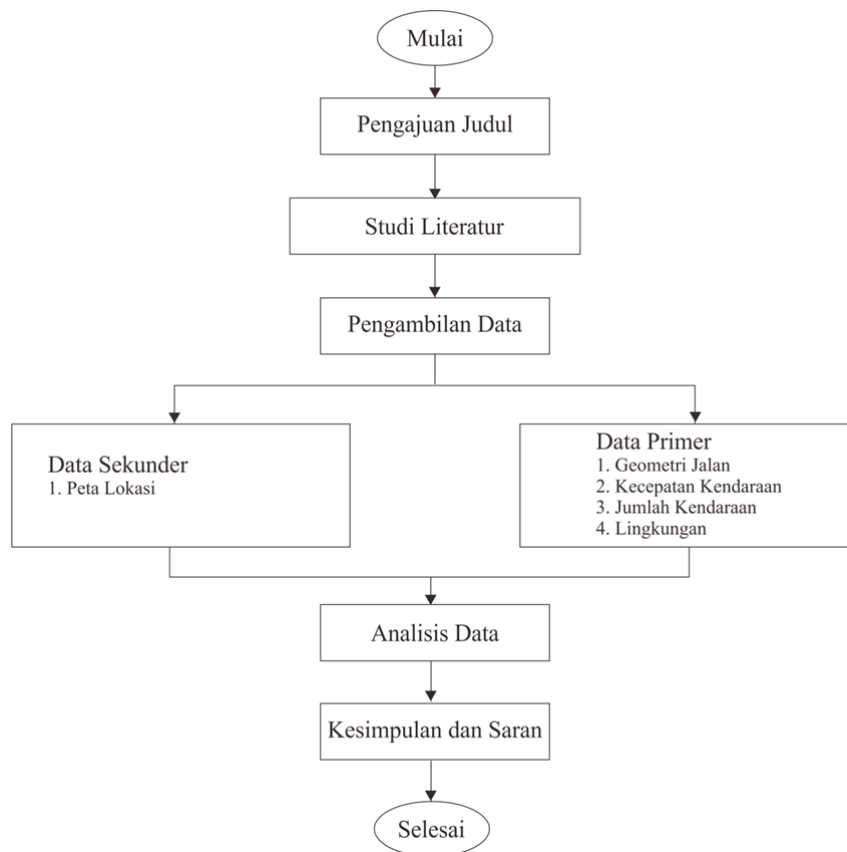 Mulai
Pengajuan Judul
Studi Literatur
Pengambilan Data
Data Sekunder
1. Peta Lokasi
Data Primer
1. Geometri Jalan
2. Kecepatan Kendaraan
3. Jumlah Kendaraan
4. Lingkungan
Analisis Data
Kesimpulan dan Saran
Selesai